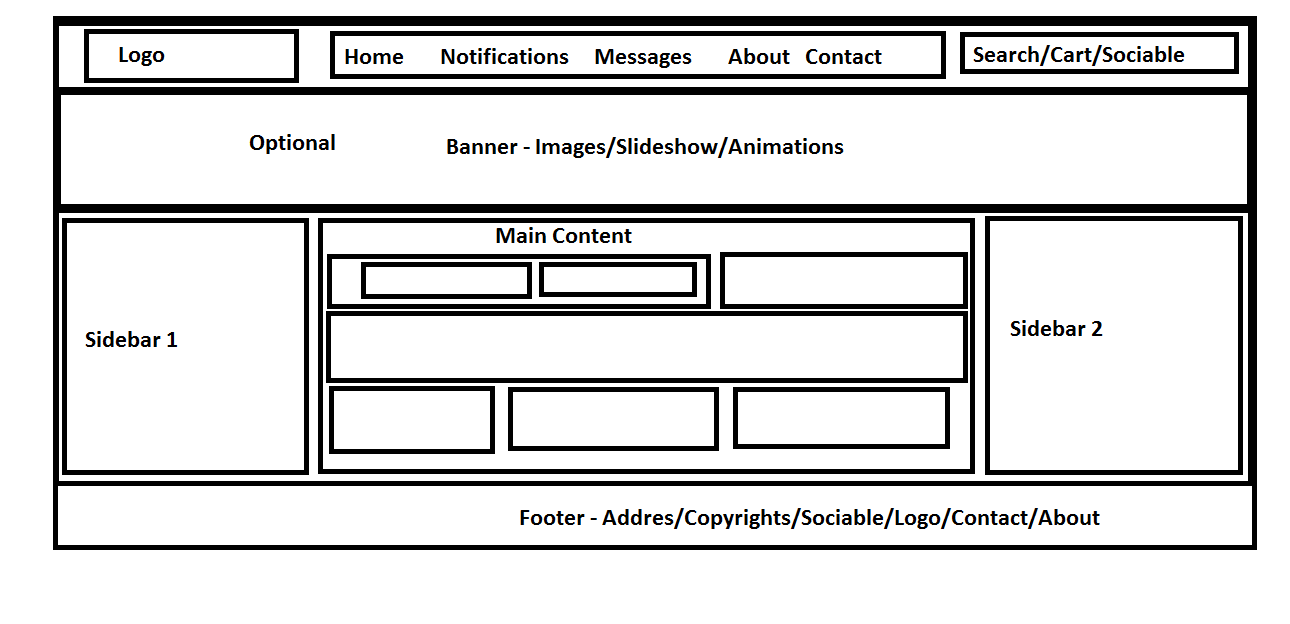 Logo
Home Notifications Messages About Contact
Search/Cart/Sociable
Optional
Banner - Images/Slideshow/Animations
Sidebar 1
Main Content
Sidebar 2
Footer - Addres/Copyrights/Sociable/Logo/Contact/About